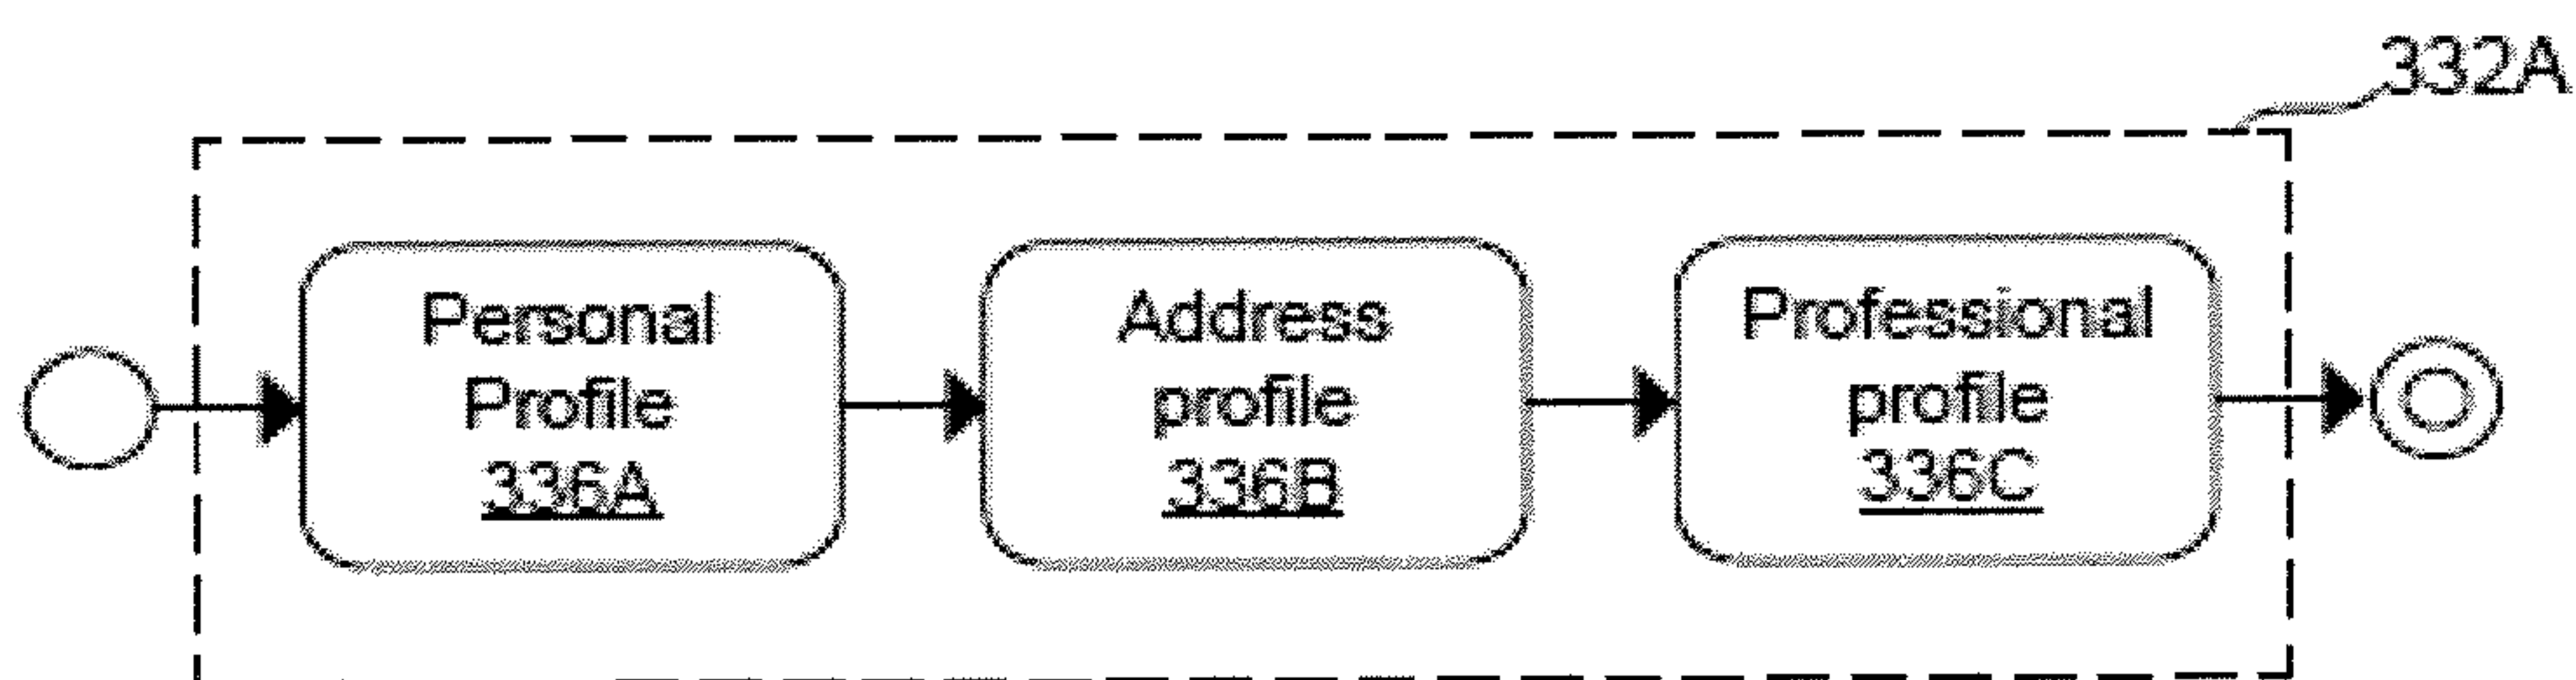 332A
Personal
Profile
336A
Address
profile
336B
Professional
profile
336C